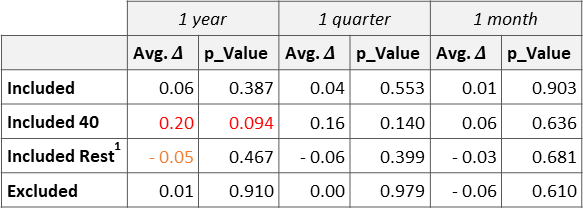 1 year 1 quarter 1 month
Avg. Δ p_Value Avg. Δ p_Value Avg. Δ p_Value
Included 0.06 0.387 0.04 0.553 0.01 0.903
Included 40 0.20 0.094 0.16 0.140 0.06 0.636
Included Rest¹ - 0.05 0.467 - 0.06 0.399 - 0.03 0.681
Excluded 0.01 0.910 0.00 0.979 - 0.06 0.610